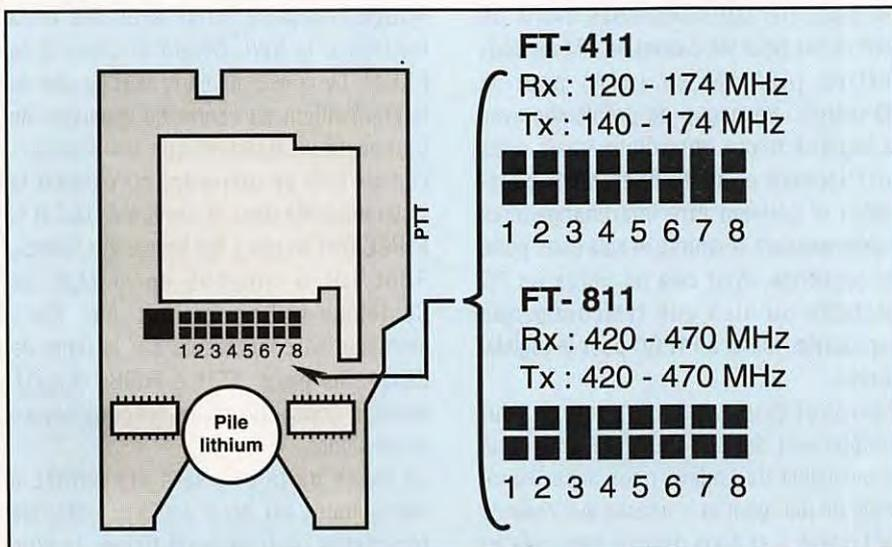 PTT
12345678
Pile
lithium
FT- 411
Rx : 120 - 174 MHz
Tx : 140 - 174 MHz
1 2 3 4 5 6 7 8
FT- 811
Rx : 420 - 470 MHz
Tx : 420 - 470 MHz
1 2 3 4 5 6 7 8